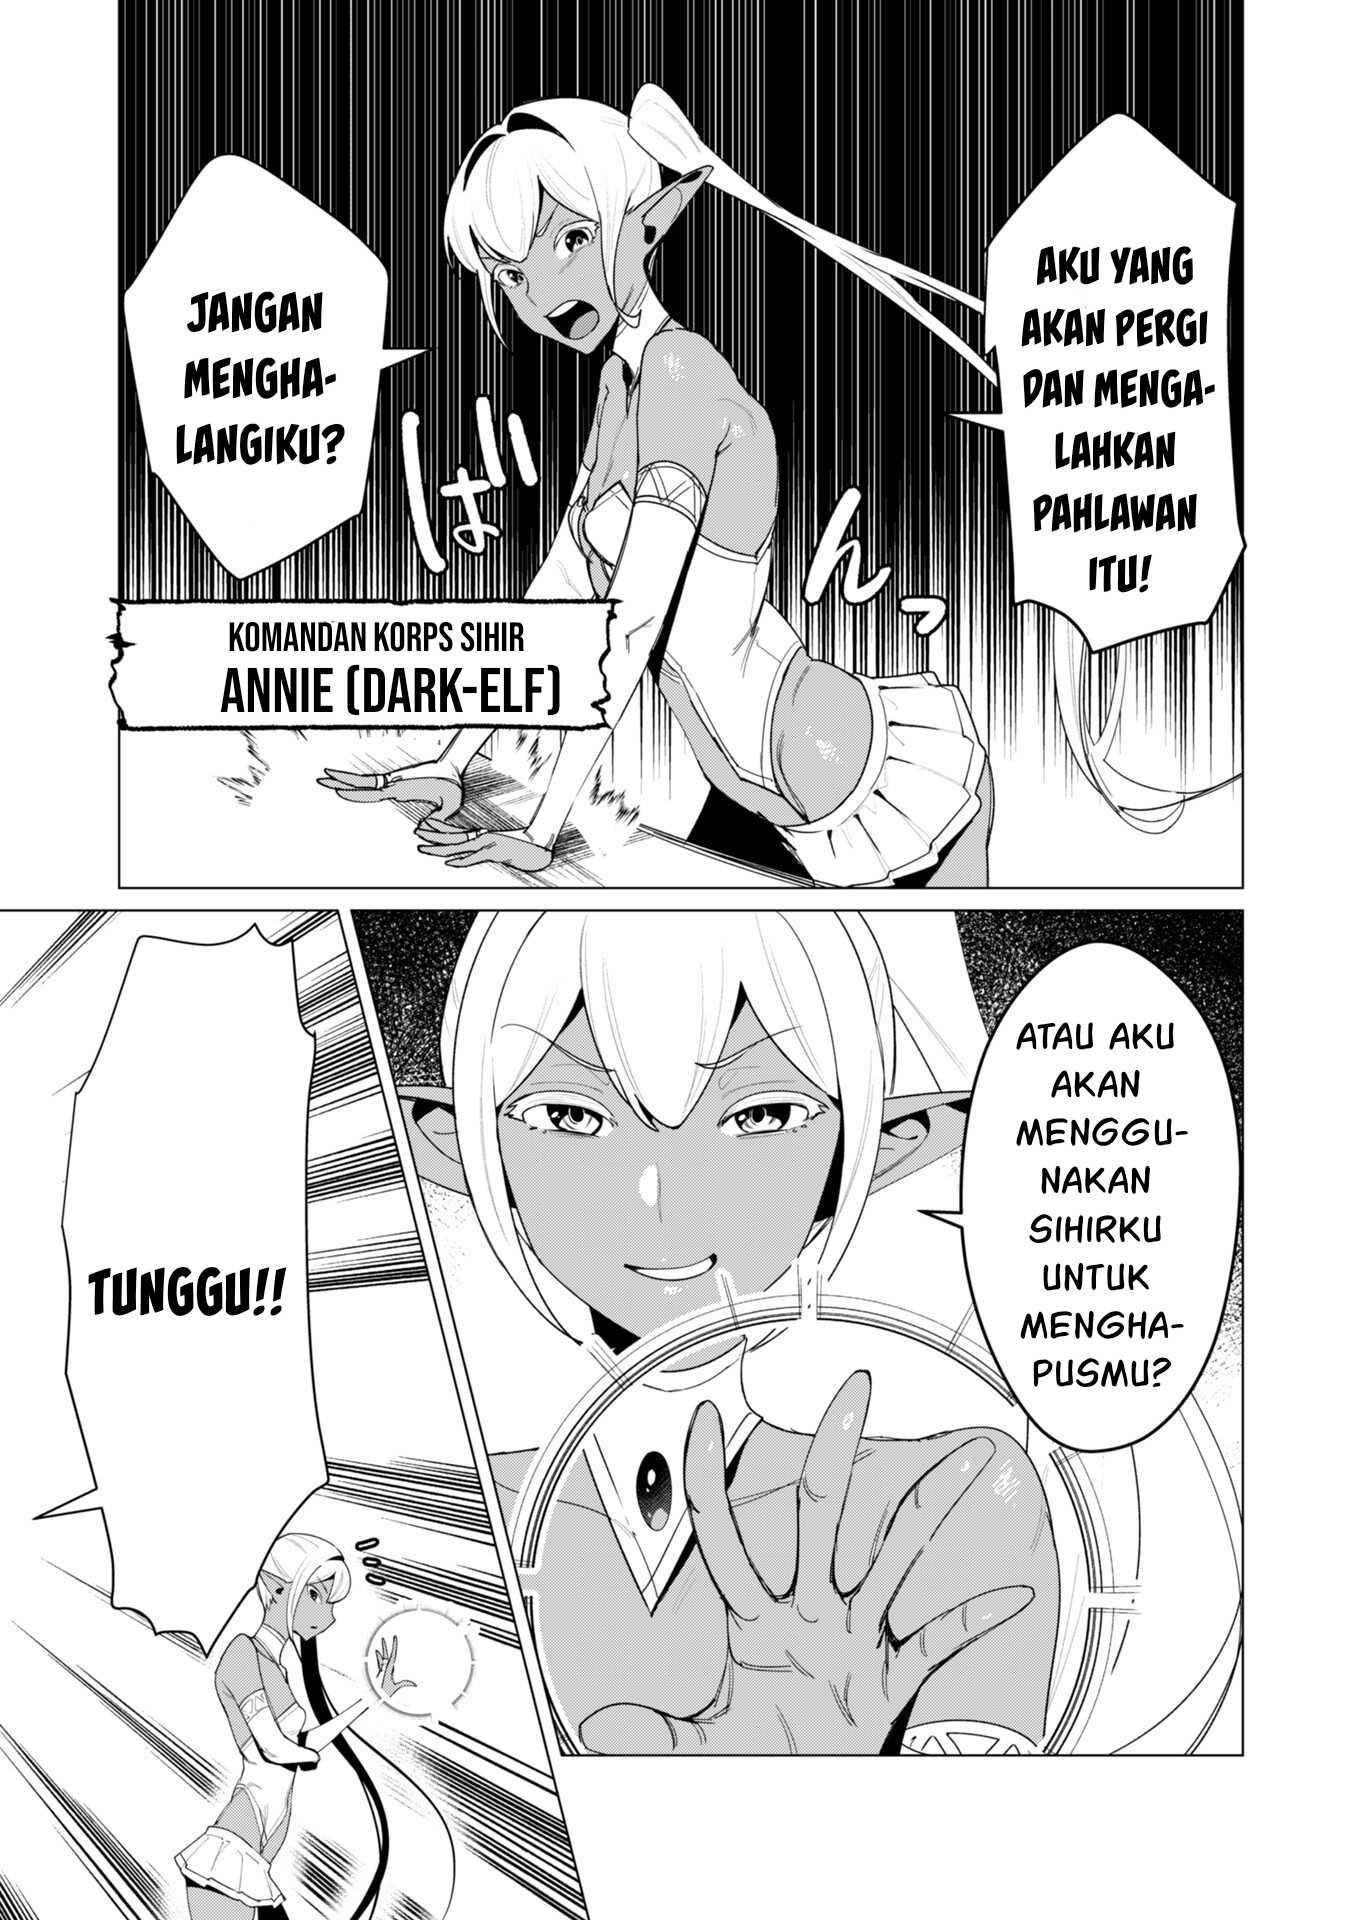 AKU YANG
AKAN PERGI
DAN MENGA-
LAHKAN
PAHLAWAN
ITU!
JANGAN
MENGHA-
LANGIKU?
ばんっ
KOMANDAN KORPS SIHIR
ANNIE (DARK-ELF)
ATAU AKU
AKAN
MENGGU-
NAKAN
SIHIRKU
UNTUK
MENGHA-
PUSMU?
TUNGGU!!